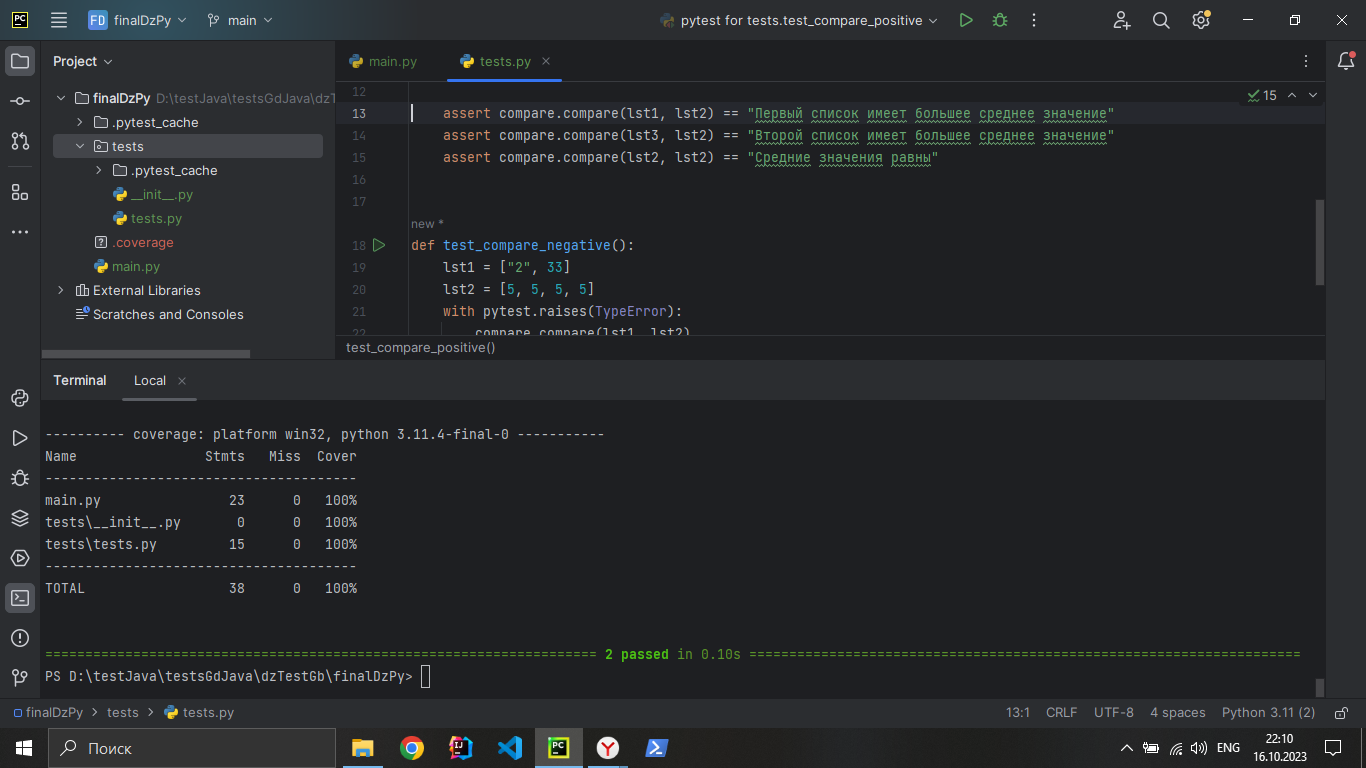 PC
FD finalDzPy main pytest for tests.test_compare_positive
Project
main.py tests.py
finalDzPy D:\testJava\testsGdJava\dzT
.pytest_cache
tests
.pytest_cache
__init__.py
tests.py
.coverage
main.py
External Libraries
Scratches and Consoles
15
12
13 assert compare.compare(lst1, lst2) == "Первый список имеет большее среднее значение"
14 assert compare.compare(lst3, lst2) == "Второй список имеет большее среднее значение"
15 assert compare.compare(lst2, lst2) == "Средние значения равны"
16
17
new *
18 def test_compare_negative():
19 lst1 = ["2", 33]
20 lst2 = [5, 5, 5, 5]
21 with pytest.raises(TypeError):
22 compare.compare(lst1, lst2)
test_compare_positive()
Terminal Local
---------- coverage: platform win32, python 3.11.4-final-0 -----------
Name Stmts Miss Cover
---------------------------------------
main.py 23 0 100%
tests\__init__.py 0 0 100%
tests\tests.py 15 0 100%
---------------------------------------
TOTAL 38 0 100%
2 passed in 0.10s
PS D:\testJava\testsGdJava\dzTestGb\finalDzPy>
finalDzPy > tests > tests.py 13:1 CRLF UTF-8 4 spaces Python 3.11 (2)
Поиск
PC
ENG
22:10
16.10.2023